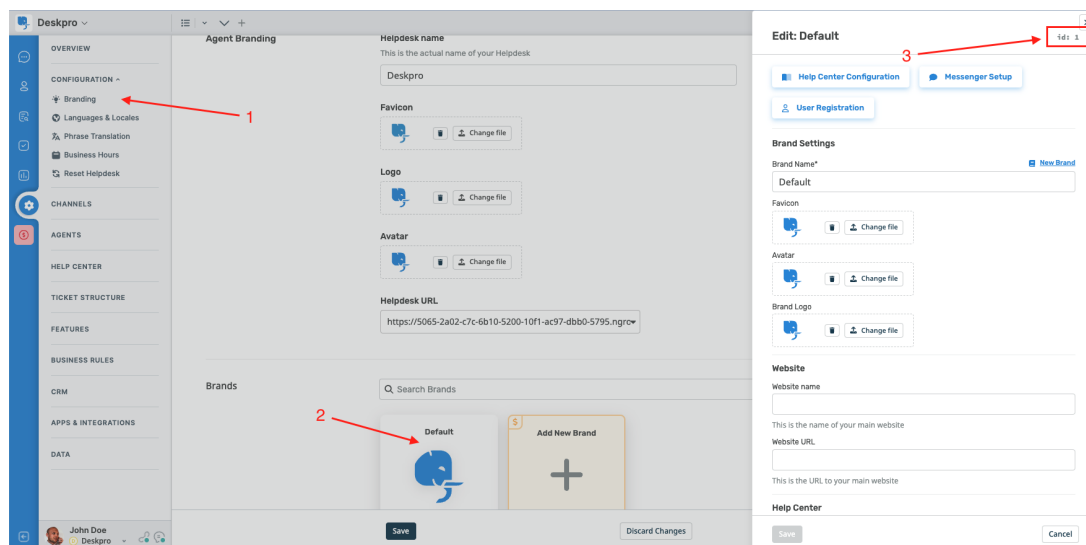 Deskpro
OVERVIEW
CONFIGURATION
Branding
Languages & Locales
Phrase Translation
Business Hours
Reset Helpdesk
CHANNELS
AGENTS
HELP CENTER
TICKET STRUCTURE
FEATURES
BUSINESS RULES
CRM
APPS & INTEGRATIONS
DATA
John Doe
Deskpro
1
Agent Branding
Helpdesk name
This is the actual name of your Helpdesk
Deskpro
Favicon
Change file
Logo
Change file
Avatar
Change file
Helpdesk URL
https://5065-2a02-c7c-6b10-5200-10f1-ac97-dbb0-5795.ngrc
Brands
Search Brands
2
Default
$
Add New Brand
Save
Discard Changes
Edit: Default
3
id: 1
Help Center Configuration
Messenger Setup
User Registration
Brand Settings
Brand Name*
New Brand
Default
Favicon
Change file
Avatar
Change file
Brand Logo
Change file
Website
Website name
This is the name of your main website
Website URL
This is the URL to your main website
Help Center
Save
Cancel